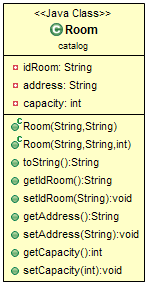 <<Java Class>>
Room
catalog
idRoom: String
address: String
capacity: int
Room(String,String)
Room(String,String,int)
toString():String
getIdRoom():String
setIdRoom(String):void
getAddress():String
setAddress(String):void
getCapacity():int
setCapacity(int):void